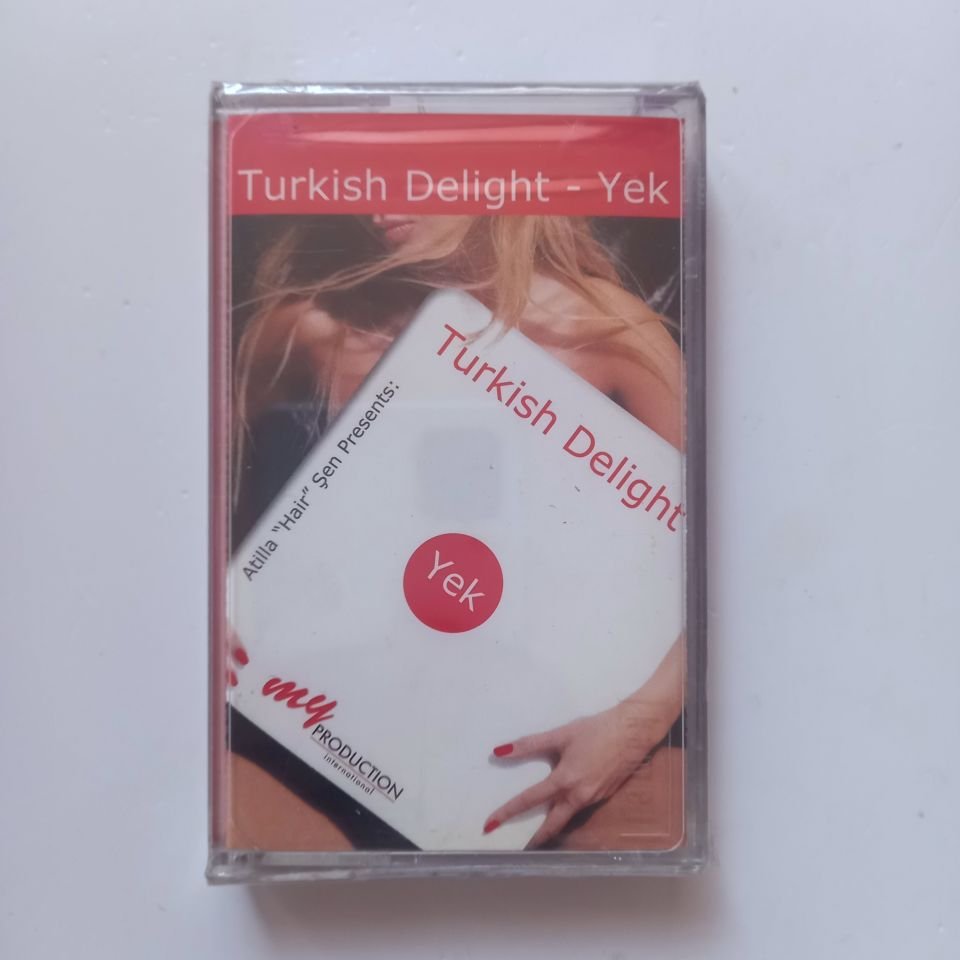 Turkish Delight - Yek
Turkish Delight
Atilla "Hair" Şen Presents:
Yek
my
PRODUCTION
international